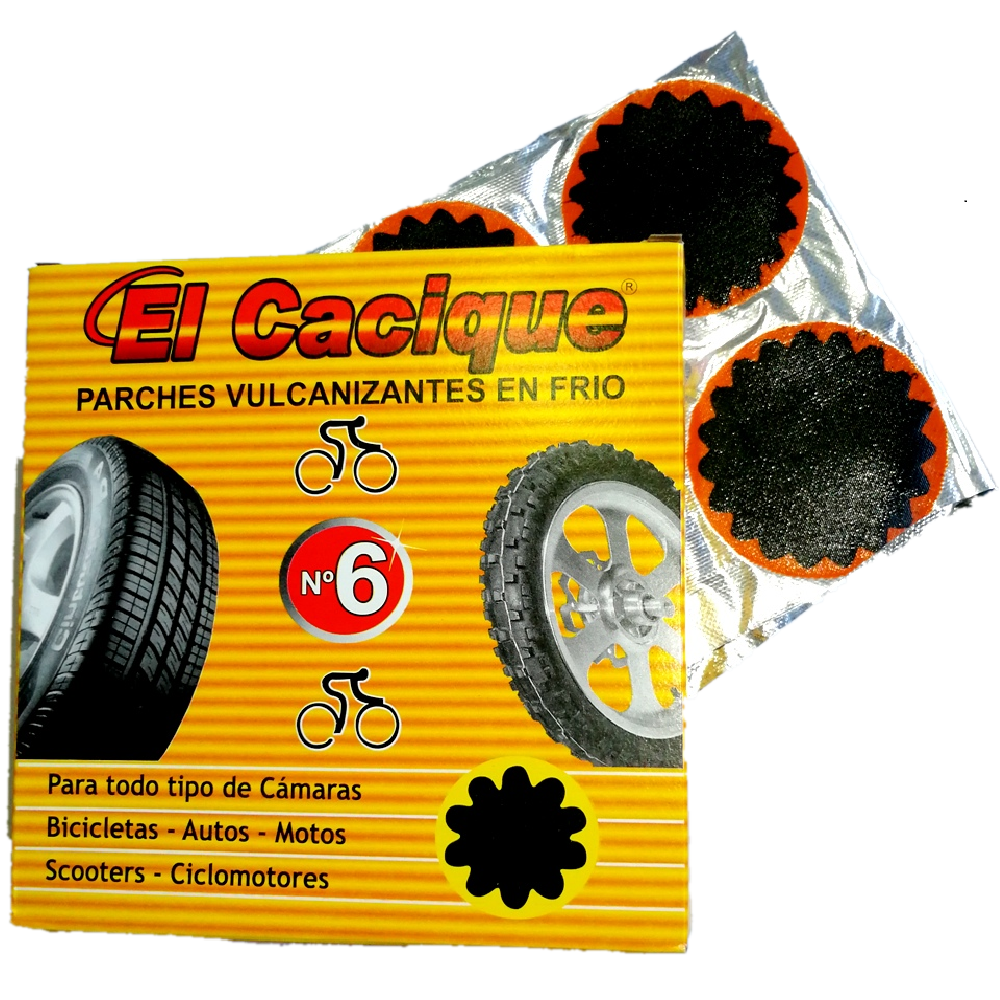 El Cacique®
PARCHES VULCANIZANTES EN FRIO
Nº6
Para todo tipo de Cámaras
Bicicletas - Autos - Motos
Scooters - Ciclomotores